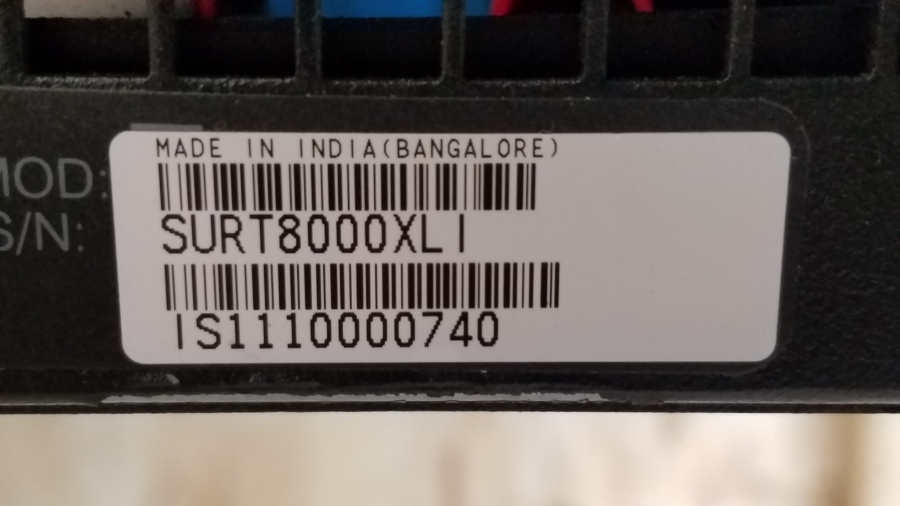 MADE IN INDIA(BANGALORE)
MOD:
SURT8000XLI
S/N:
IS1110000740